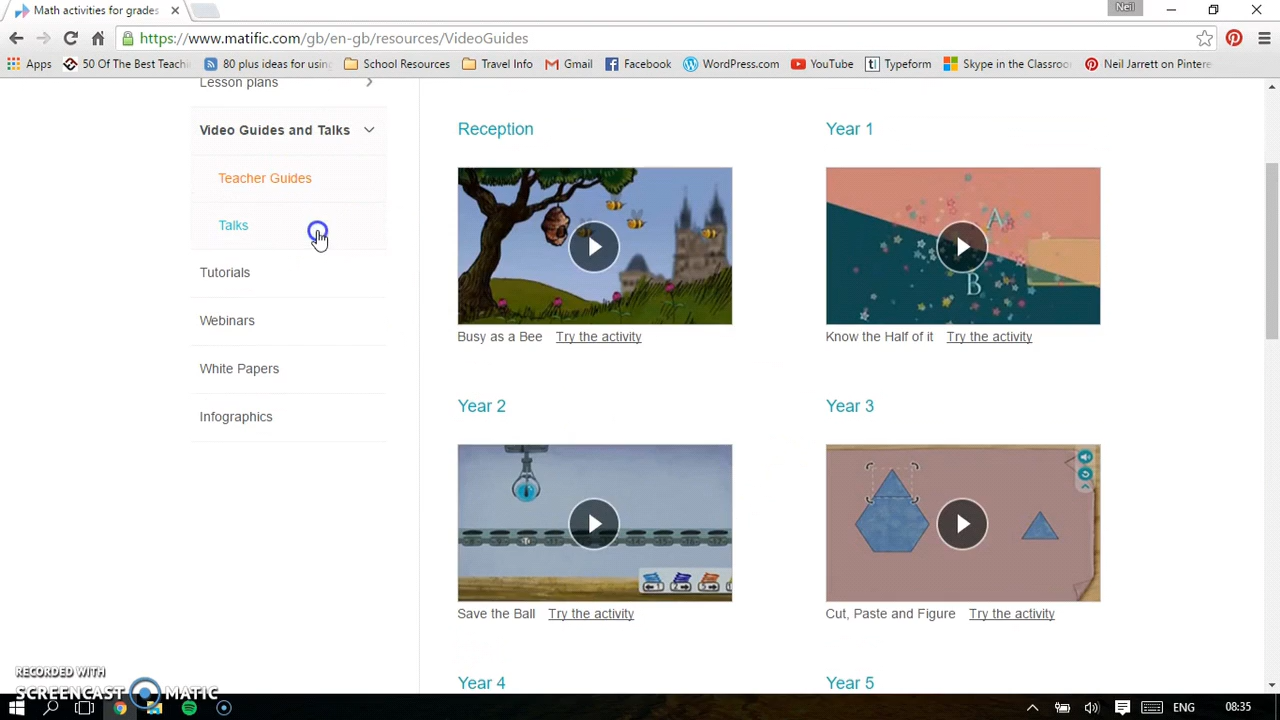 Math activities for grades
Neil
https://www.matific.com/gb/en-gb/resources/VideoGuides
Apps
50 Of The Best Teachi
80 plus ideas for using
School Resources
Travel Info
Gmail
Facebook
WordPress.com
YouTube
Typeform
Skype in the Classroo
Neil Jarrett on Pintere
Lesson plans
Video Guides and Talks
Teacher Guides
Talks
Tutorials
Webinars
White Papers
Infographics
Reception
Year 1
A
B
Busy as a Bee Try the activity
Know the Half of it Try the activity
Year 2
Year 3
Save the Ball Try the activity
Cut, Paste and Figure Try the activity
Year 4
Year 5
RECORDED WITH
SCREENCAST MATIC
ENG
08:35